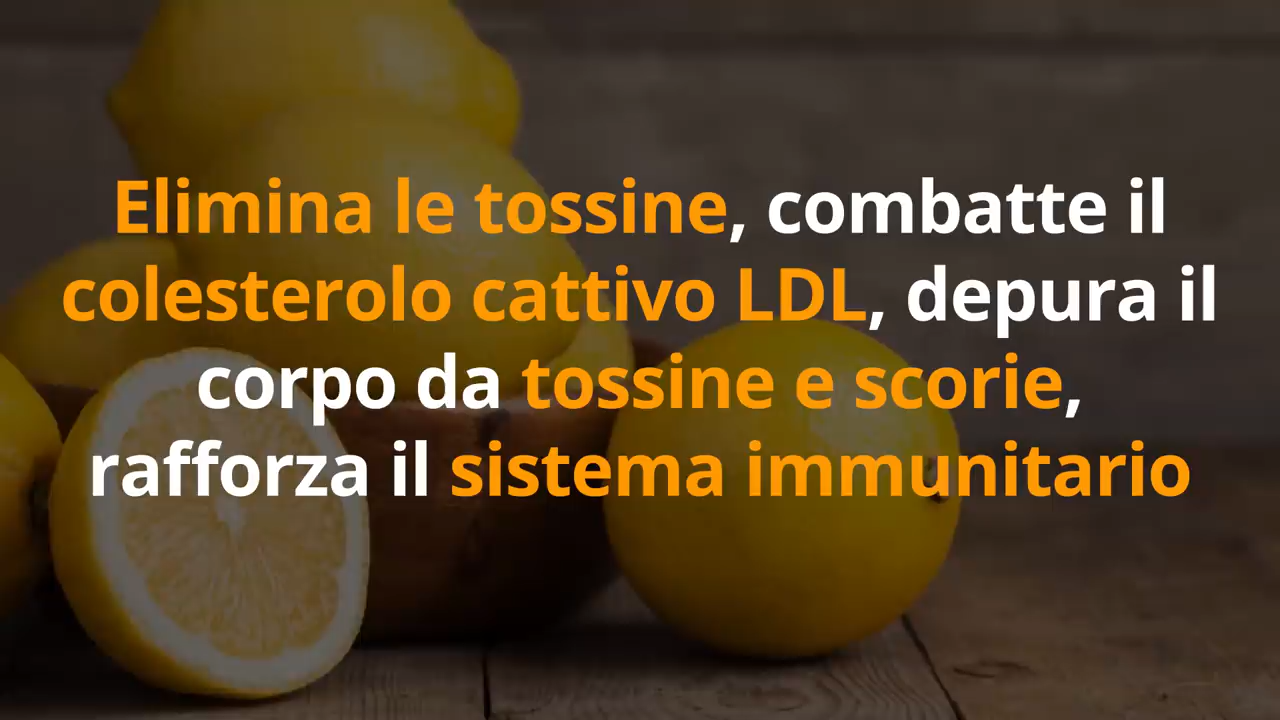 Elimina le tossine, combatte il
colesterolo cattivo LDL, depura il
corpo da tossine e scorie,
rafforza il sistema immunitario